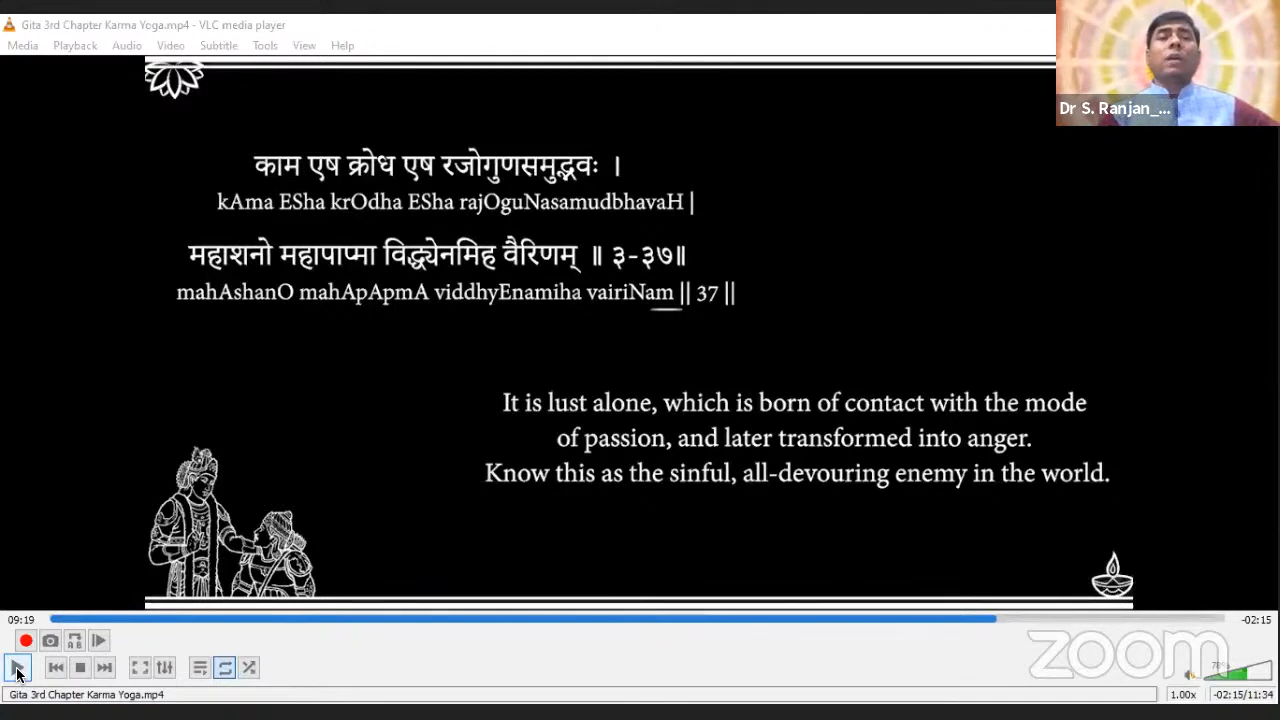 Gita 3rd Chapter Karma Yoga.mp4 - VLC media player
Media Playback Audio Video Subtitle Tools View Help
Dr S. Ranjan_...
काम एष क्रोध एष रजोगुणसमुद्भवः ।
kAma ESha krOdha ESha rajOguNasamudbhavaH |
महाशनो महापाप्मा विद्ध्येनमिह वैरिणम् ॥ ३-३७॥
mahAshanO mahApApmA viddhyEnamiha vairiNam || 37 ||
It is lust alone, which is born of contact with the mode
of passion, and later transformed into anger.
Know this as the sinful, all-devouring enemy in the world.
09:19 -02:15
zoom
78%
Gita 3rd Chapter Karma Yoga.mp4 1.00x -02:15/11:34